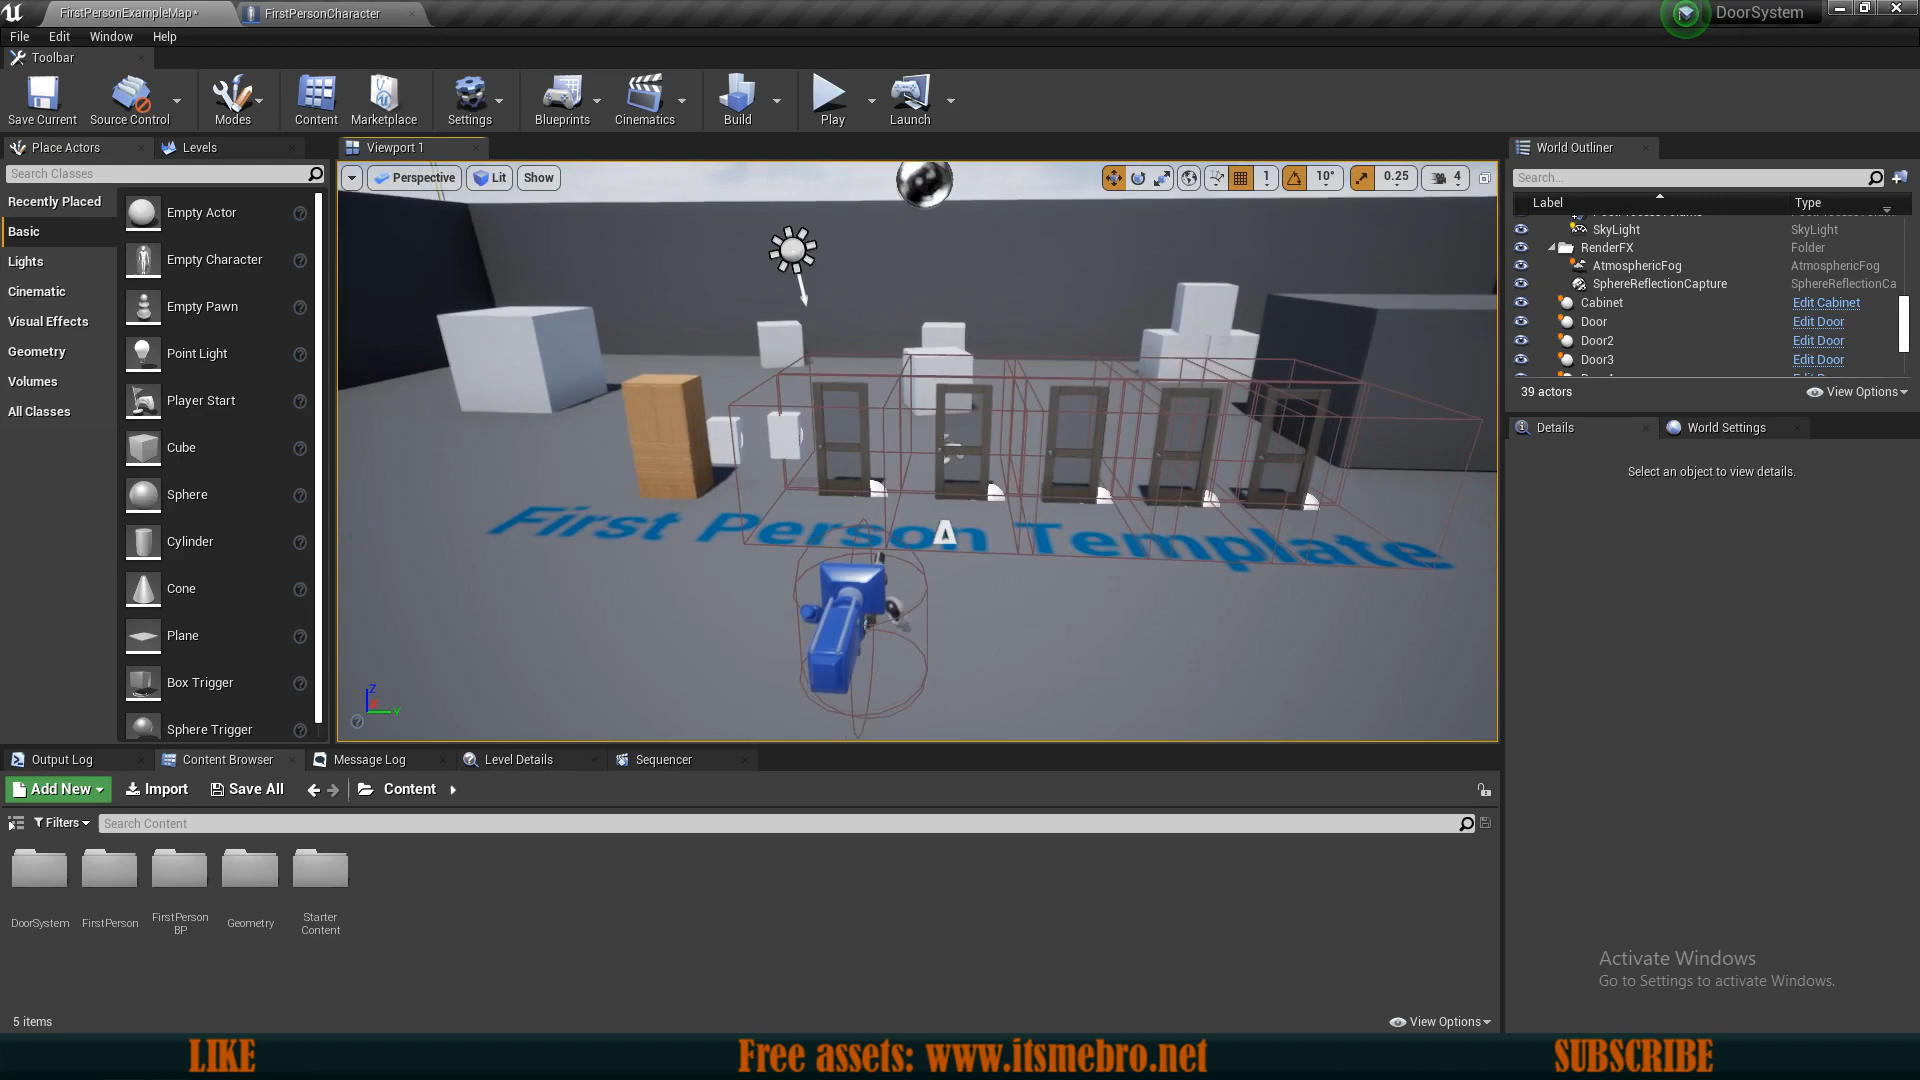 FirstPersonExampleMap*
FirstPersonCharacter
DoorSystem
File Edit Window Help
Toolbar
Save Current
Source Control
Modes
Content
Marketplace
Settings
Blueprints
Cinematics
Build
Play
Launch
Place Actors
Levels
Viewport 1
World Outliner
Search Classes
Perspective
Lit
Show
1
10°
0.25
4
Search...
Recently Placed
Basic
Lights
Cinematic
Visual Effects
Geometry
Volumes
All Classes
Empty Actor
Empty Character
Empty Pawn
Point Light
Player Start
Cube
Sphere
Cylinder
Cone
Plane
Box Trigger
Sphere Trigger
First Person Template
Z
Y
Label Type
SkyLight SkyLight
RenderFX Folder
AtmosphericFog AtmosphericFog
SphereReflectionCapture SphereReflectionCa
Cabinet Edit Cabinet
Door Edit Door
Door2 Edit Door
Door3 Edit Door
39 actors
View Options
Details
World Settings
Select an object to view details.
Output Log
Content Browser
Message Log
Level Details
Sequencer
Add New
Import
Save All
Content
Filters
Search Content
DoorSystem
FirstPerson
FirstPerson
BP
Geometry
Starter
Content
5 items
View Options
Activate Windows
Go to Settings to activate Windows.
LIKE
Free assets: www.itsmebro.net
SUBSCRIBE